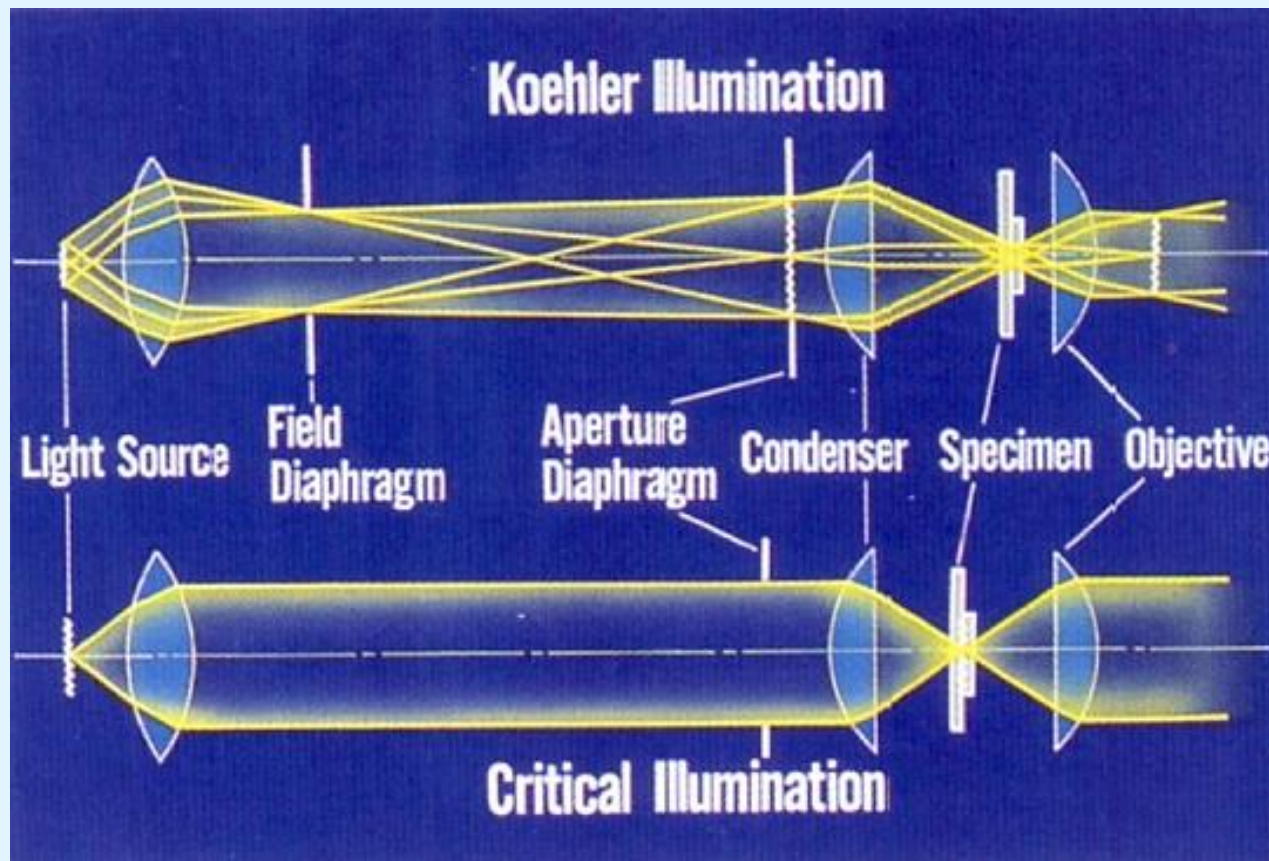 Koehler Illumination
Light Source
Field
Diaphragm
Aperture
Diaphragm
Condenser
Specimen
Objective
Critical Illumination